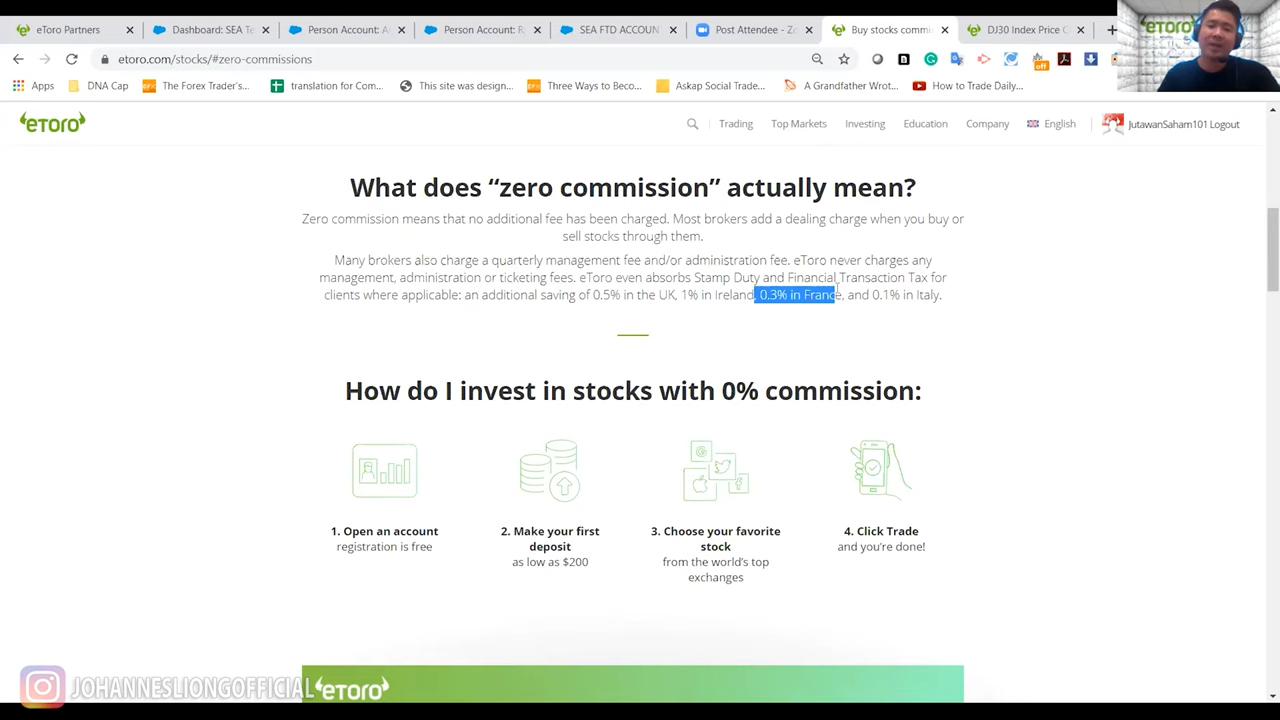 eToro Partners
Dashboard: SEA Te
Person Account: A
Person Account: R
SEA FTD ACCOUN
Post Attendee - Zo
Buy stocks commi
DJ30 Index Price C
etoro.com/stocks/#zero-commissions
Apps
DNA Cap
The Forex Trader's...
translation for Com...
This site was design...
Three Ways to Beco...
Askap Social Trade...
A Grandfather Wrot...
How to Trade Daily...
eToro
Trading
Top Markets
Investing
Education
Company
English
JutawanSaham101 Logout
What does “zero commission” actually mean?
Zero commission means that no additional fee has been charged. Most brokers add a dealing charge when you buy or
sell stocks through them.
Many brokers also charge a quarterly management fee and/or administration fee. eToro never charges any
management, administration or ticketing fees. eToro even absorbs Stamp Duty and Financial Transaction Tax for
clients where applicable: an additional saving of 0.5% in the UK, 1% in Ireland, 0.3% in France, and 0.1% in Italy.
How do I invest in stocks with 0% commission:
1. Open an account
registration is free
2. Make your first
deposit
as low as $200
3. Choose your favorite
stock
from the world's top
exchanges
4. Click Trade
and you're done!
JOHANNESLIONGOFFICIAL
eToro